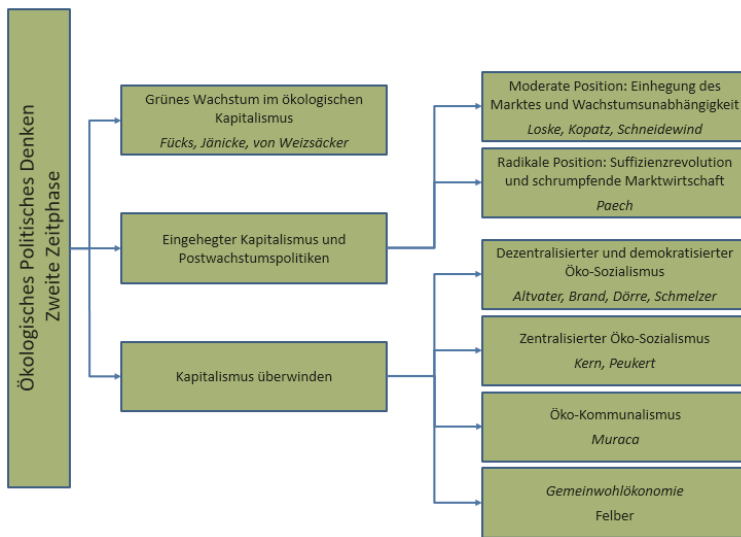 Ökologisches Politisches Denken
Zweite Zeitphase
Grünes Wachstum im ökologischen
Kapitalismus
Fücks, Jänicke, von Weizsäcker
Eingehegter Kapitalismus und
Postwachstumspolitiken
Kapitalismus überwinden
Moderate Position: Einhegung des
Marktes und Wachstumsunabhängigkeit
Loske, Kopatz, Schneidewind
Radikale Position: Suffizienzrevolution
und schrumpfende Marktwirtschaft
Paech
Dezentralisierter und demokratisierter
Öko-Sozialismus
Altvater, Brand, Dörre, Schmelzer
Zentralisierter Öko-Sozialismus
Kern, Peukert
Öko-Kommunalismus
Muraca
Gemeinwohlökonomie
Felber